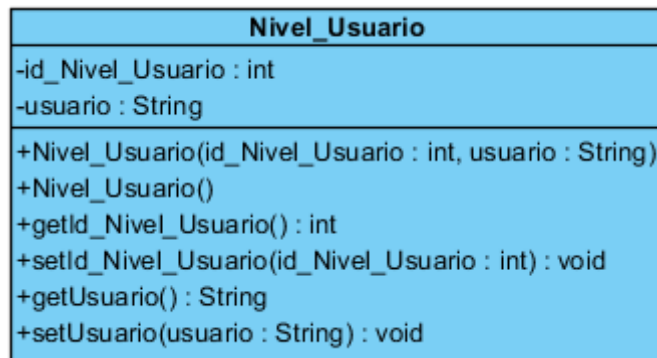 Nivel_Usuario
-id_Nivel_Usuario : int
-usuario : String
+Nivel_Usuario(id_Nivel_Usuario : int, usuario : String)
+Nivel_Usuario()
+getId_Nivel_Usuario() : int
+setId_Nivel_Usuario(id_Nivel_Usuario : int) : void
+getUsuario() : String
+setUsuario(usuario : String) : void